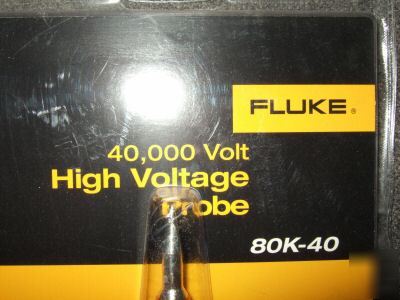 FLUKE®
40,000 Volt
High Voltage
Probe
80K-40